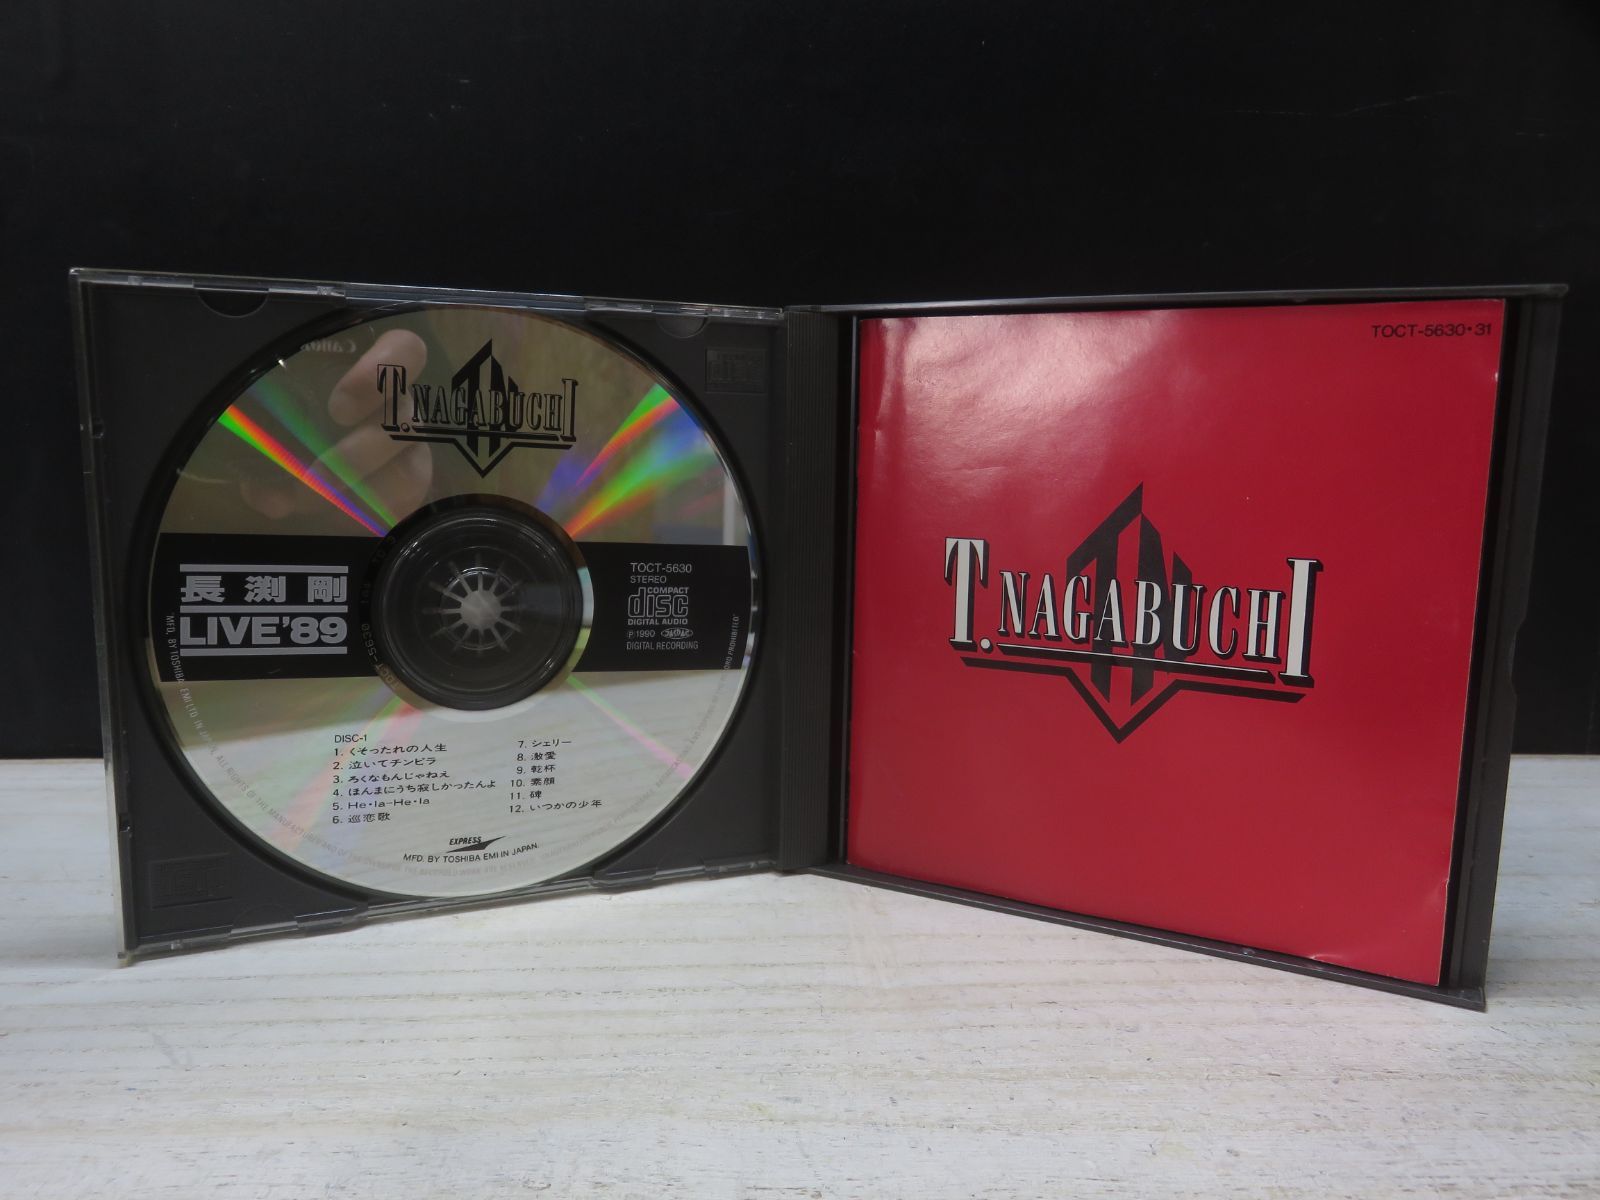 T.NAGABUCHI
長渕剛
LIVE'89
TOCT-5630
STEREO
COMPACT
disc
DIGITAL AUDIO
Ⓟ1990
DIGITAL RECORDING
DISC-1
1. くそったれの人生
2. 泣いてチンピラ
3. ろくなもんじゃねえ
4. ほんまにうち寂しかったんよ
5. He・la-He・la
6. 巡恋歌
7. シェリー
8. 激愛
9. 乾杯
10. 素顔
11. 碑
12. いつかの少年
EXPRESS
MFD. BY TOSHIBA EMI IN JAPAN.
TOCT-5630・31
T.NAGABUCHI